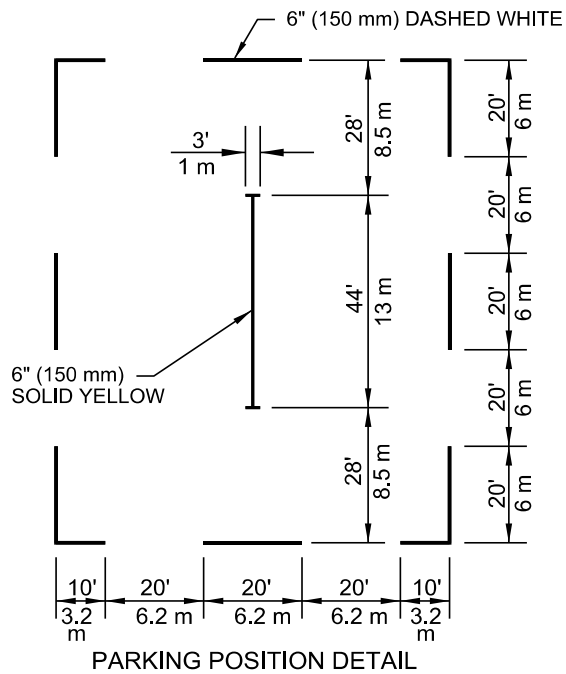 6" (150 mm) DASHED WHITE
3'
1 m
28'
8.5 m
44'
13 m
28'
8.5 m
20'
6 m
20'
6 m
20'
6 m
20'
6 m
20'
6 m
6" (150 mm)
SOLID YELLOW
10'
3.2
m
20'
6.2 m
20'
6.2 m
20'
6.2 m
10'
3.2
m
PARKING POSITION DETAIL